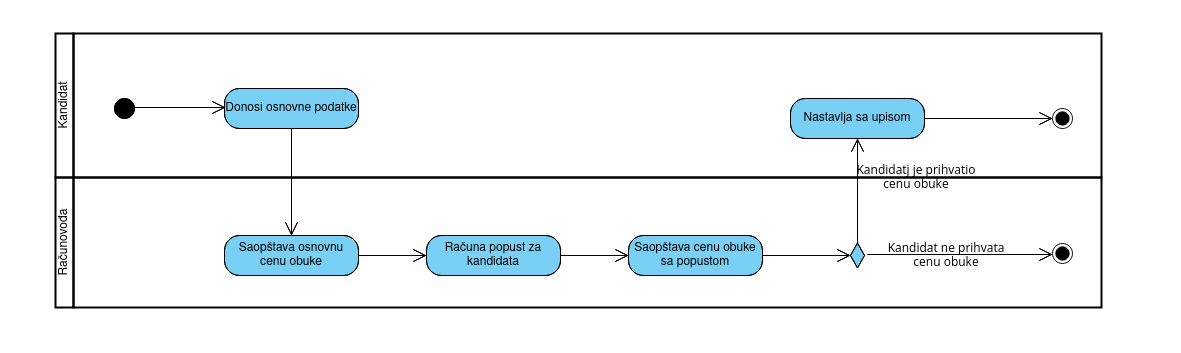 Kandidat
Donosi osnovne podatke
Nastavlja sa upisom
Kandidatj je prihvatio
cenu obuke
Računovođa
Saopštava osnovnu
cenu obuke
Računa popust za
kandidata
Saopštava cenu obuke
sa popustom
Kandidat ne prihvata
cenu obuke